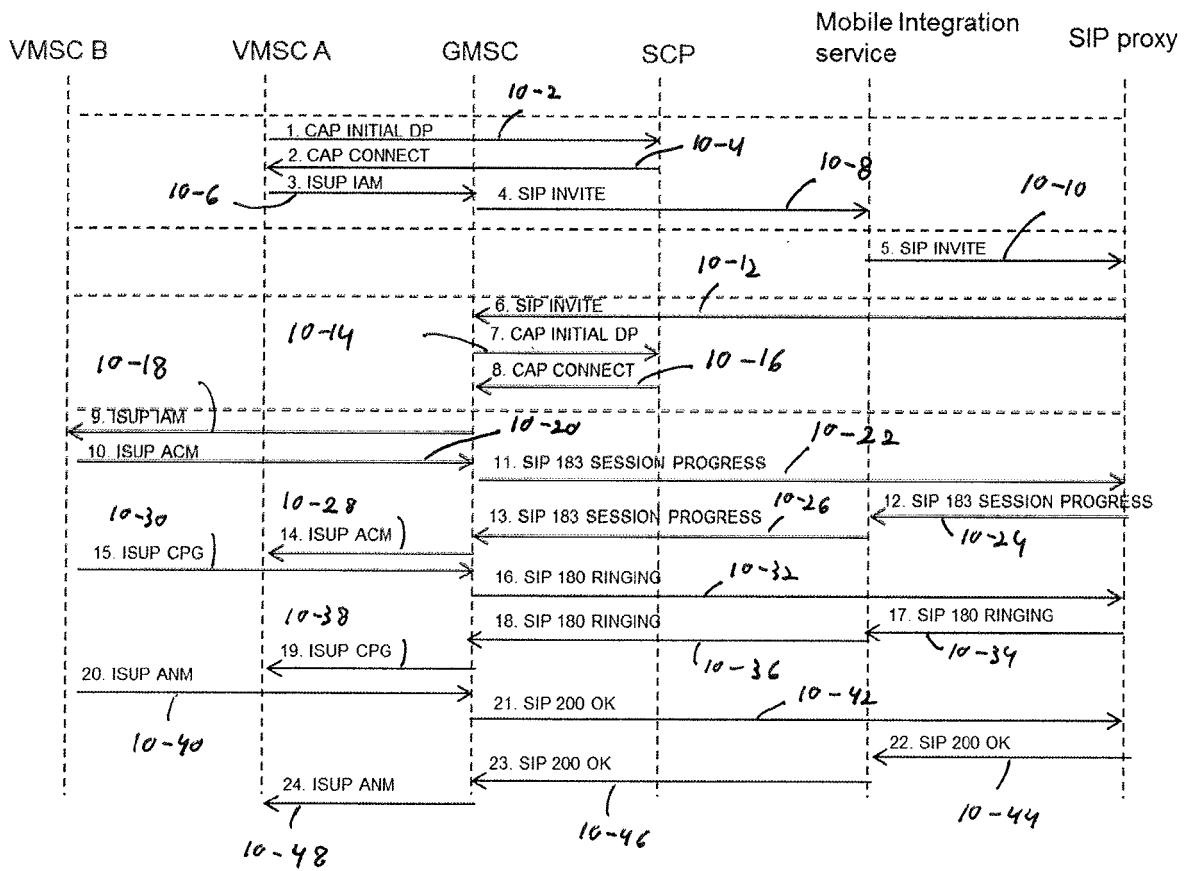 VMSC B
VMSC A
GMSC
SCP
Mobile Integration
service
SIP proxy
10-2
1. CAP INITIAL DP
10-4
2. CAP CONNECT
10-8
10-6
3. ISUP IAM
4. SIP INVITE
10-10
5. SIP INVITE
10-12
6. SIP INVITE
10-14
7. CAP INITIAL DP
10-18
8. CAP CONNECT
10-16
9. ISUP IAM
10-20
10-22
10. ISUP ACM
11. SIP 183 SESSION PROGRESS
10-30
10-28
10-26
12. SIP 183 SESSION PROGRESS
13. SIP 183 SESSION PROGRESS
10-24
14. ISUP ACM
15. ISUP CPG
16. SIP 180 RINGING
10-32
10-38
17. SIP 180 RINGING
18. SIP 180 RINGING
10-34
19. ISUP CPG
10-36
20. ISUP ANM
21. SIP 200 OK
10-42
10-40
22. SIP 200 OK
23. SIP 200 OK
24. ISUP ANM
10-44
10-46
10-48